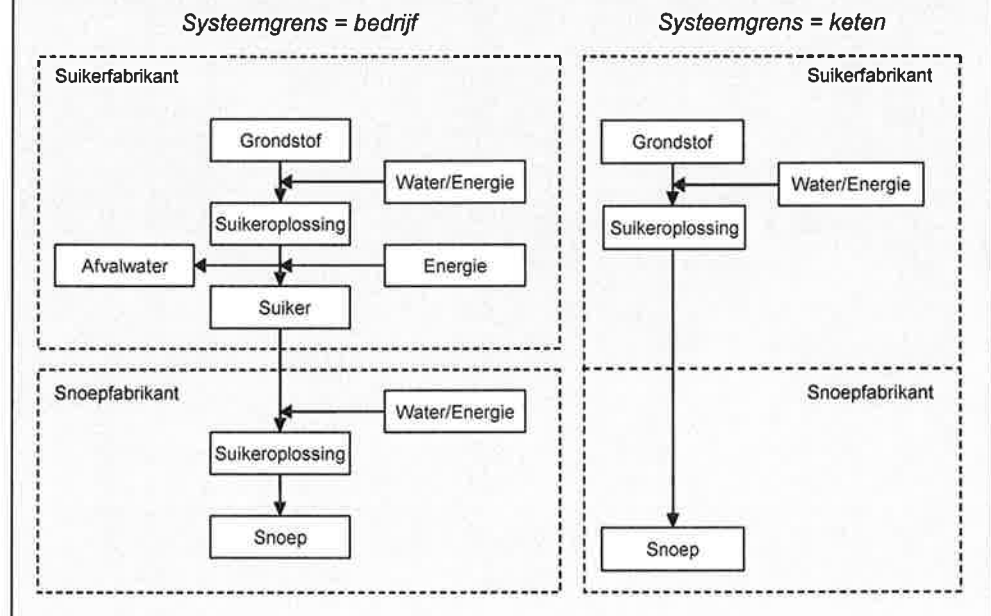 Systeemgrens = bedrijf
Suikerfabrikant
Grondstof
Water/Energie
Suikeroplossing
Afvalwater
Energie
Suiker
Snoepfabrikant
Water/Energie
Suikeroplossing
Snoep
Systeemgrens = keten
Suikerfabrikant
Grondstof
Water/Energie
Suikeroplossing
Snoepfabrikant
Snoep